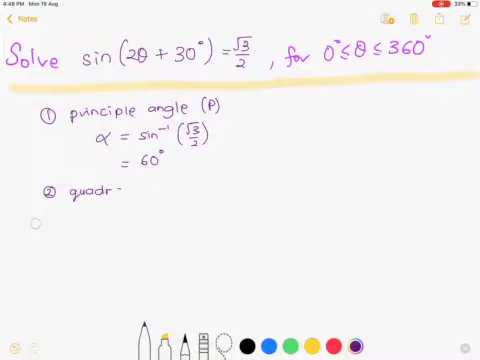 4:48 PM Mon 19 Aug
33%
Notes
Solve sin(2θ + 30°) = √3/2, for 0° ≤ θ ≤ 360°
① principle angle (P)
α = sin⁻¹(√3/2)
= 60°
② quadr